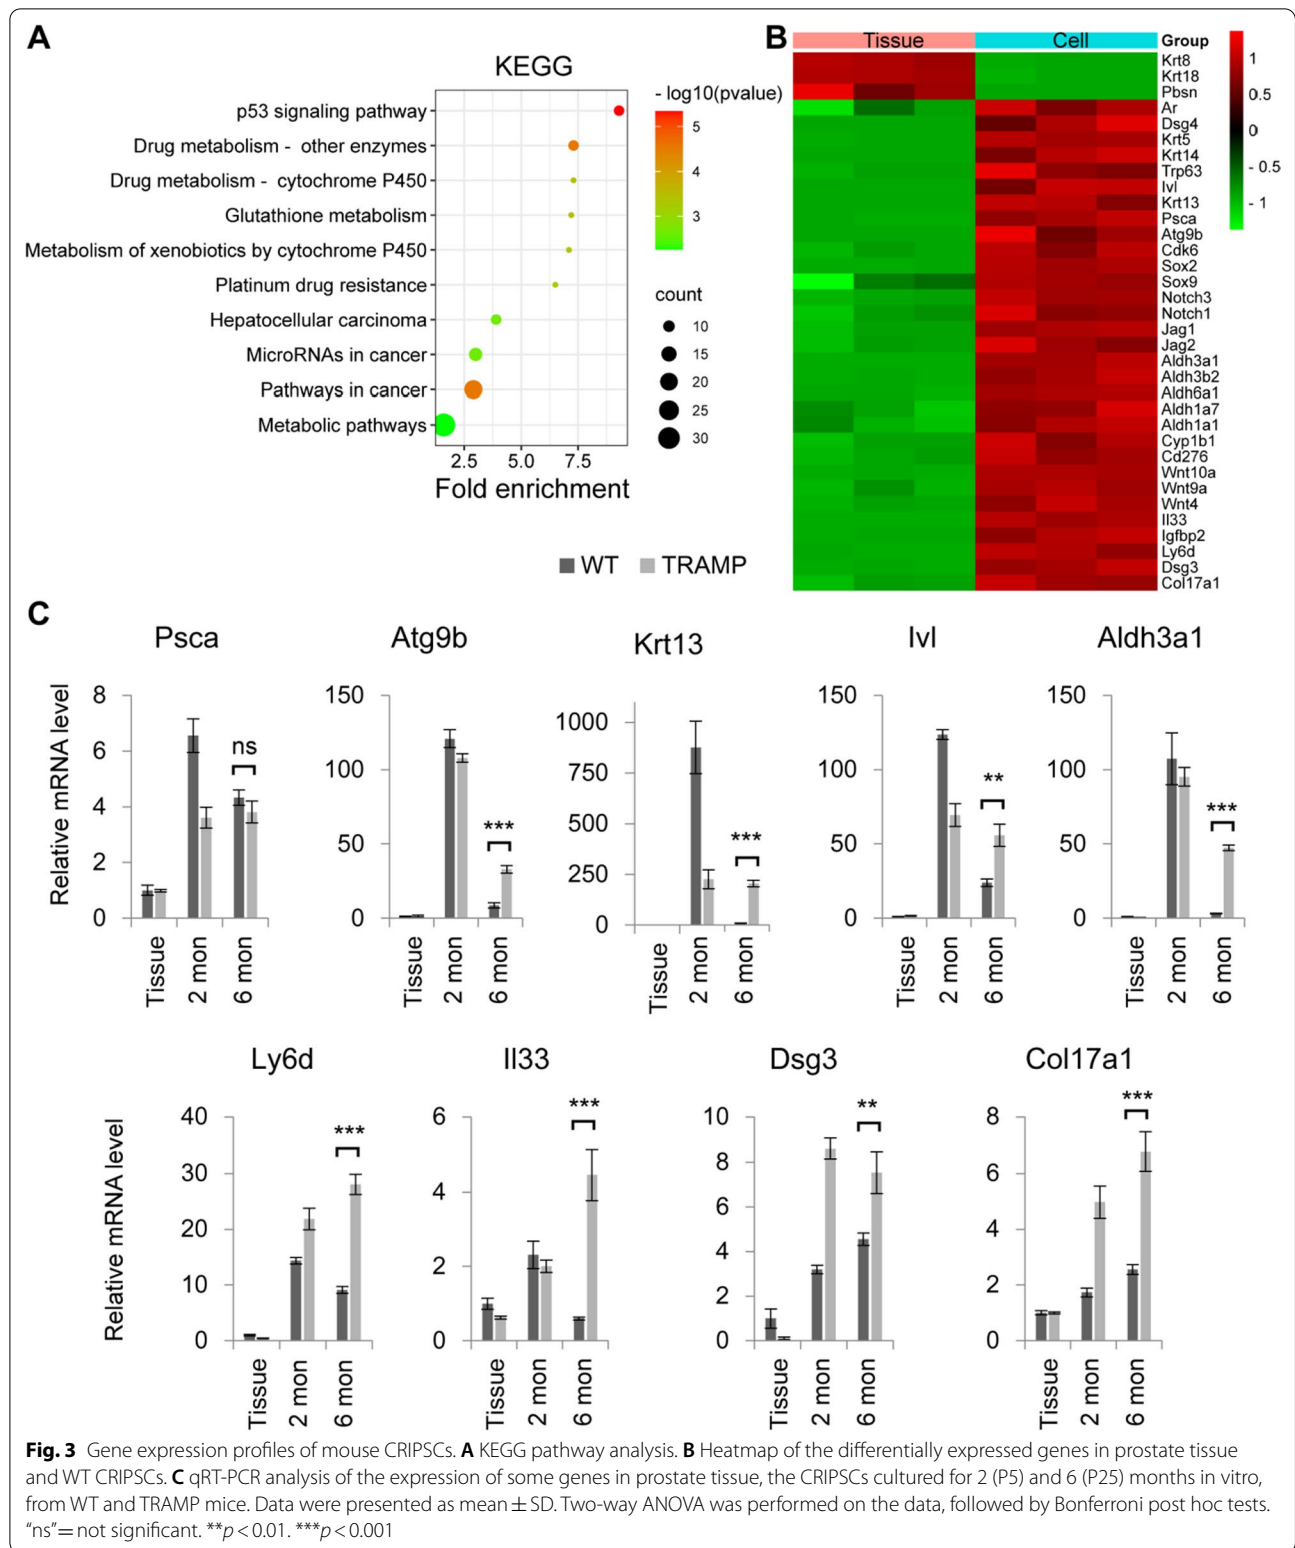 A
KEGG
p53 signaling pathway
Drug metabolism - other enzymes
Drug metabolism - cytochrome P450
Glutathione metabolism
Metabolism of xenobiotics by cytochrome P450
Platinum drug resistance
Hepatocellular carcinoma
MicroRNAs in cancer
Pathways in cancer
Metabolic pathways
2.5 5.0 7.5
Fold enrichment
- log10(pvalue)
5
4
3
count
10
15
20
25
30
B
Tissue Cell Group
Krt8
Krt18
Pbsn
Ar
Dsg4
Krt5
Krt14
Trp63
Ivl
Krt13
Psca
Atg9b
Cdk6
Sox2
Sox9
Notch3
Notch1
Jag1
Jag2
Aldh3a1
Aldh3b2
Aldh6a1
Aldh1a7
Aldh1a1
Cyp1b1
Cd276
Wnt10a
Wnt9a
Wnt4
Il33
Igfbp2
Ly6d
Dsg3
Col17a1
1
0.5
0
- 0.5
- 1
WT TRAMP
C
Psca
Relative mRNA level
8
6
4
2
0
ns
Tissue
2 mon
6 mon
Atg9b
150
100
50
0
***
Tissue
2 mon
6 mon
Krt13
1000
750
500
250
0
***
Tissue
2 mon
6 mon
Ivl
150
100
50
0
**
Tissue
2 mon
6 mon
Aldh3a1
150
100
50
0
***
Tissue
2 mon
6 mon
Ly6d
Relative mRNA level
40
30
20
10
0
***
Tissue
2 mon
6 mon
Il33
6
4
2
0
***
Tissue
2 mon
6 mon
Dsg3
10
8
6
4
2
0
**
Tissue
2 mon
6 mon
Col17a1
8
6
4
2
0
***
Tissue
2 mon
6 mon
Fig. 3 Gene expression profiles of mouse CRIPSCs. A KEGG pathway analysis. B Heatmap of the differentially expressed genes in prostate tissue
and WT CRIPSCs. C qRT-PCR analysis of the expression of some genes in prostate tissue, the CRIPSCs cultured for 2 (P5) and 6 (P25) months in vitro,
from WT and TRAMP mice. Data were presented as mean ± SD. Two-way ANOVA was performed on the data, followed by Bonferroni post hoc tests.
“ns” = not significant. **p < 0.01. ***p < 0.001